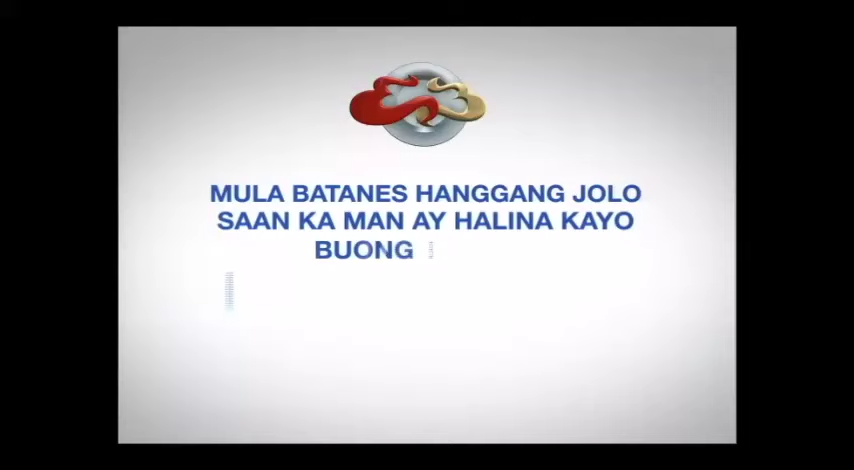 MULA BATANES HANGGANG JOLO
SAAN KA MAN AY HALINA KAYO
BUONG